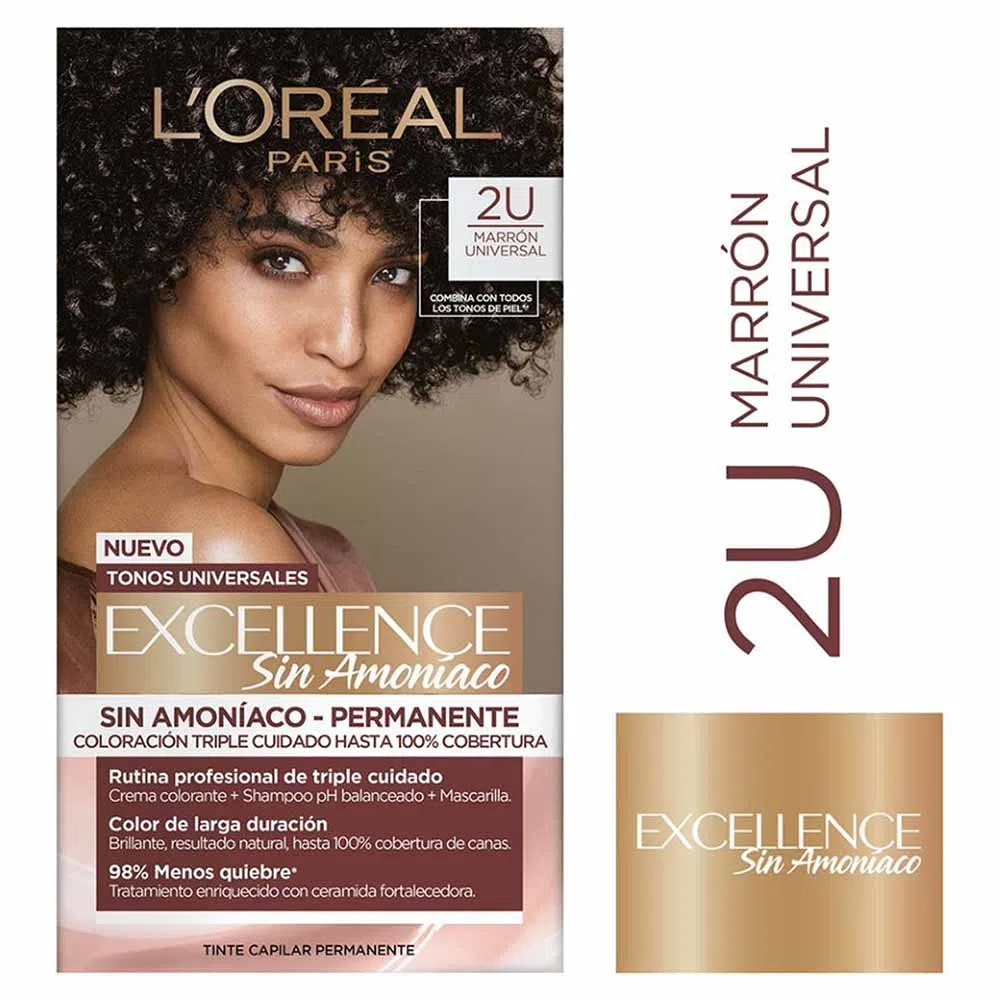 L'ORÉAL
PARiS
2U
MARRÓN
UNIVERSAL
COMBINA CON TODOS
LOS TONOS DE PIEL*/
NUEVO
TONOS UNIVERSALES
EXCELLENCE
Sin Amoníaco
SIN AMONÍACO - PERMANENTE
COLORACIÓN TRIPLE CUIDADO HASTA 100% COBERTURA
Rutina profesional de triple cuidado
Crema colorante + Shampoo pH balanceado + Mascarilla.
Color de larga duración
Brillante, resultado natural, hasta 100% cobertura de canas.
98% Menos quiebre*
Tratamiento enriquecido con ceramida fortalecedora.
TINTE CAPILAR PERMANENTE
2U MARRÓN
UNIVERSAL
EXCELLENCE
Sin Amoníaco